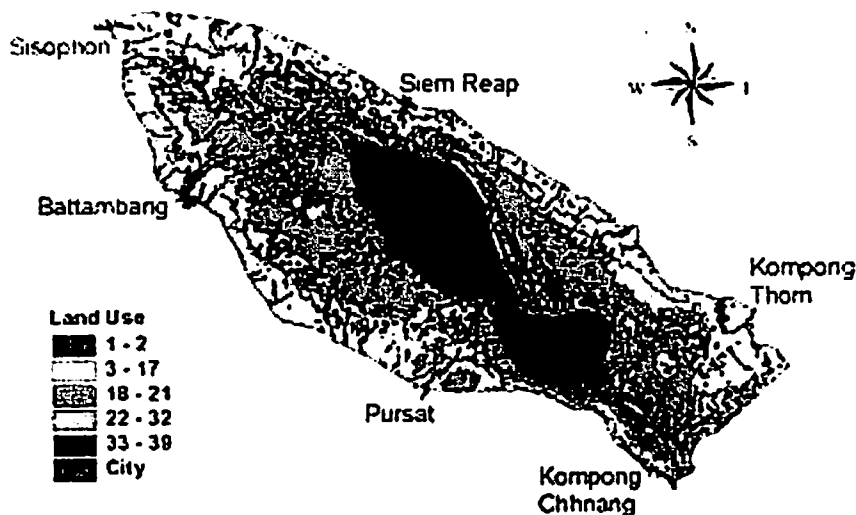 Sisophon
Siem Reap
W
S
Battambang
Kompong
Thom
Land Use
1 - 2
3 - 17
18 - 21
22 - 32
33 - 39
City
Pursat
Kompong
Chhnang